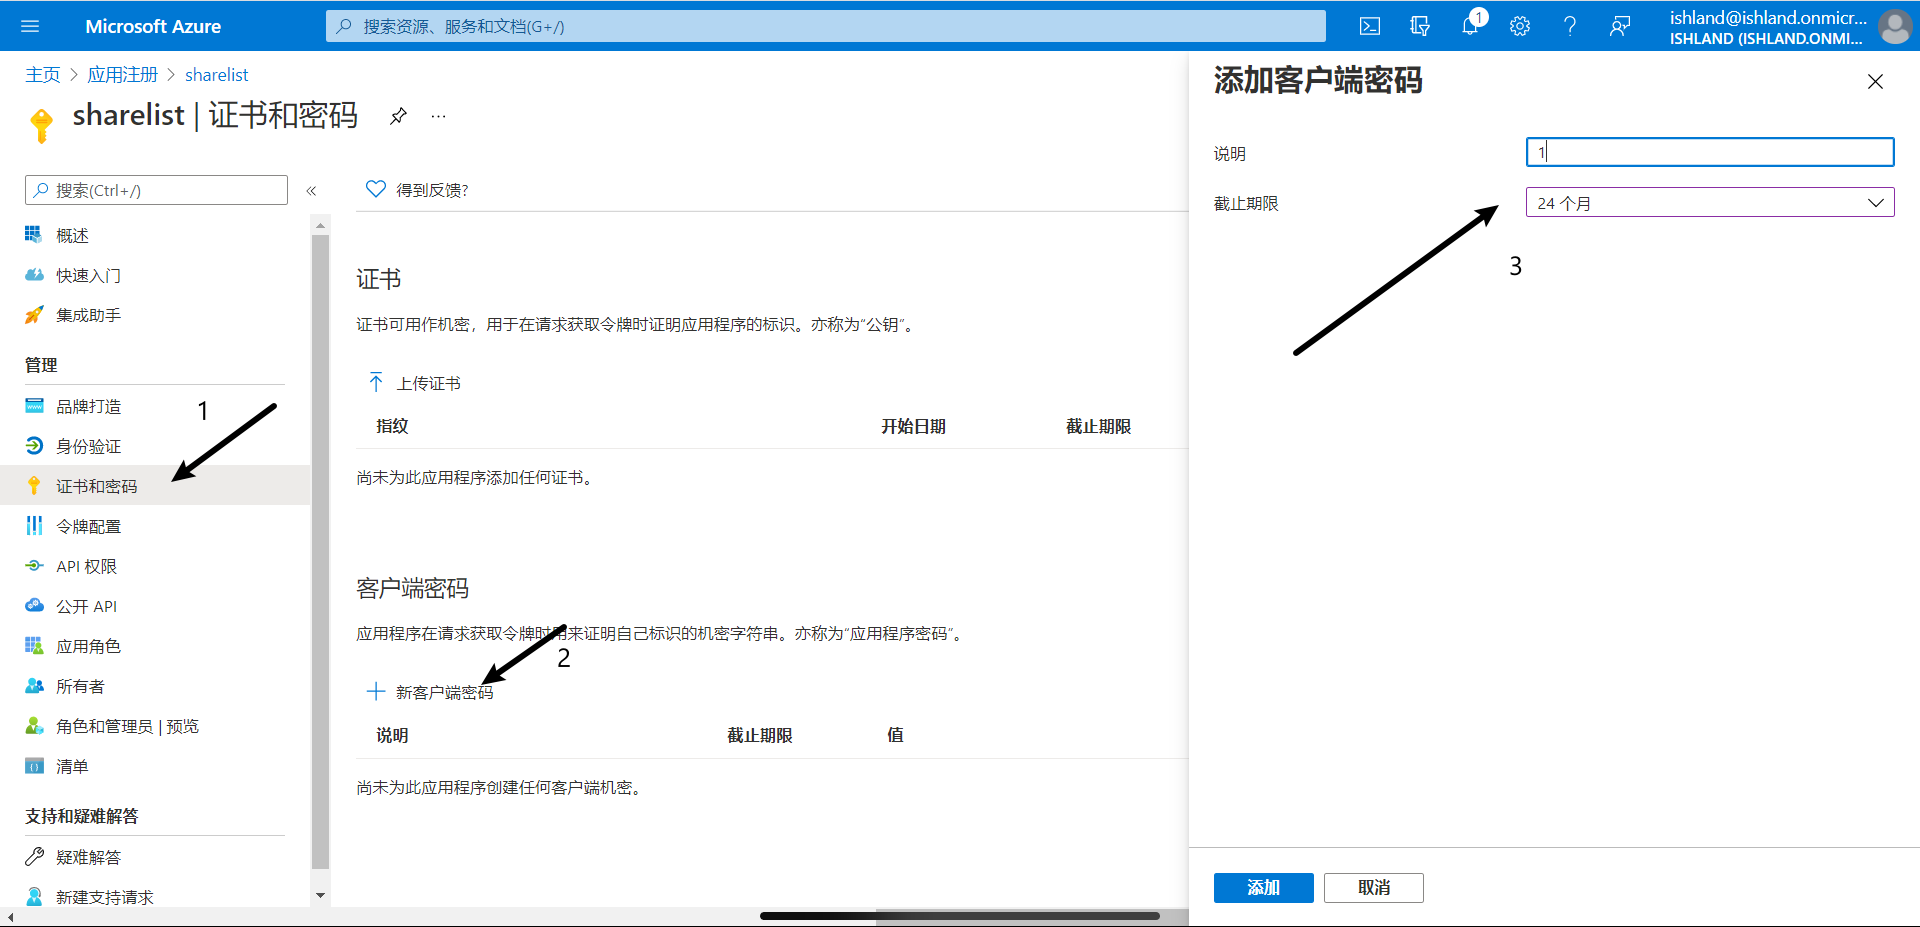 Microsoft Azure
搜索资源、服务和文档(G+/)
1
ishland@ishland.onmicr...
ISHLAND (ISHLAND.ONMI...
主页 > 应用注册 > sharelist
sharelist | 证书和密码
...
搜索(Ctrl+/)
«
概述
快速入门
集成助手
管理
品牌打造
身份验证
证书和密码
令牌配置
API 权限
公开 API
应用角色
所有者
角色和管理员 | 预览
清单
支持和疑难解答
疑难解答
新建支持请求
1
得到反馈?
证书
证书可用作机密，用于在请求获取令牌时证明应用程序的标识。亦称为“公钥”。
上传证书
指纹 开始日期 截止期限
尚未为此应用程序添加任何证书。
客户端密码
应用程序在请求获取令牌时用来证明自己标识的机密字符串。亦称为“应用程序密码”。
2
新客户端密码
说明 截止期限 值
尚未为此应用程序创建任何客户端机密。
添加客户端密码
说明 1
截止期限 24 个月
3
添加 取消